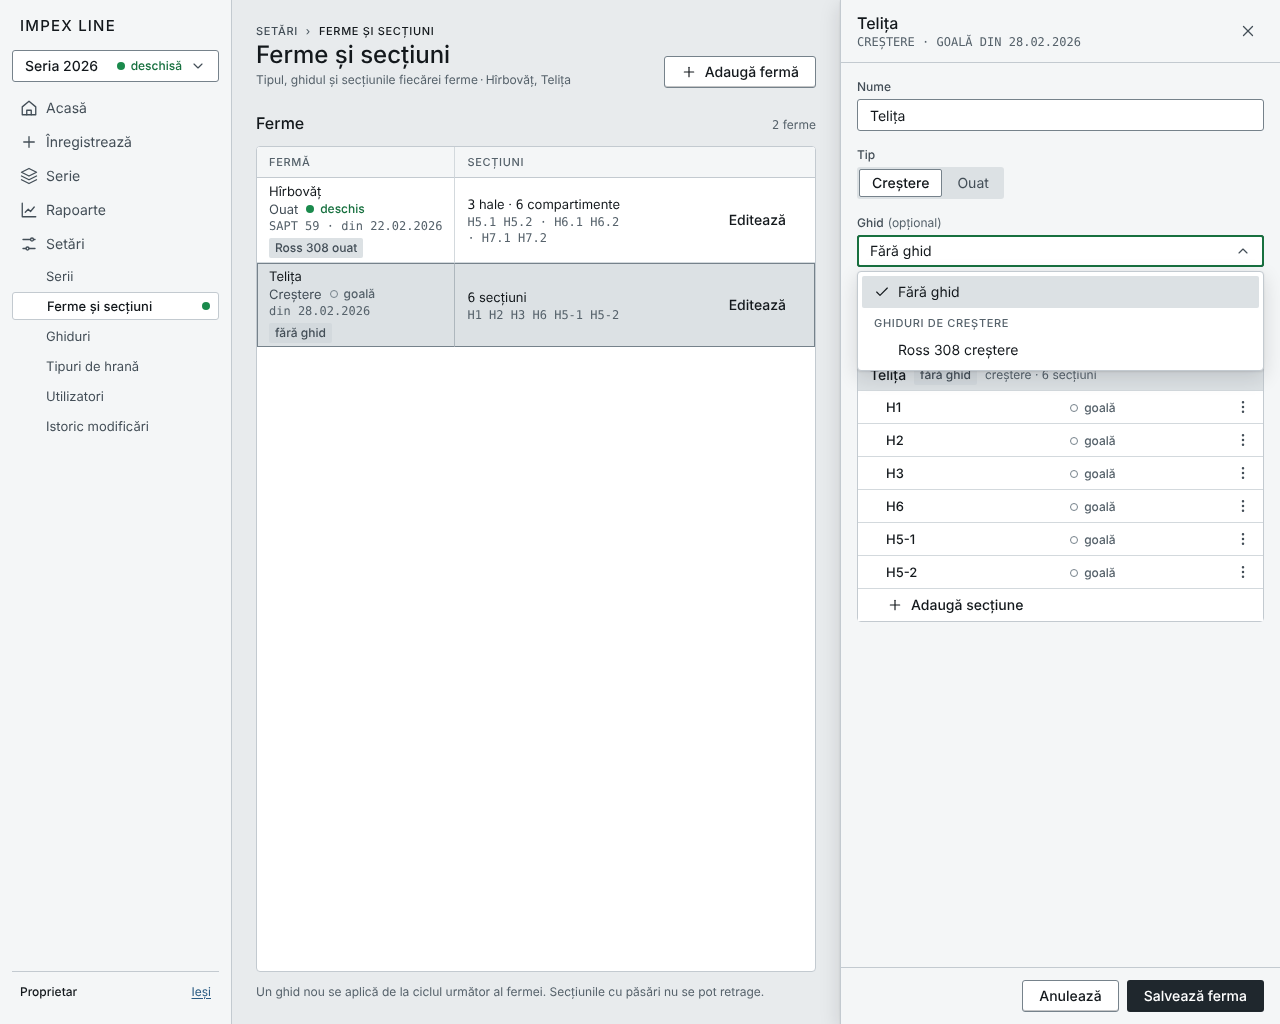 IMPEX LINE
Seria 2026 deschisă
Acasă
Înregistrează
Serie
Rapoarte
Setări
Serii
Ferme și secțiuni
Ghiduri
Tipuri de hrană
Utilizatori
Istoric modificări
Proprietar Ieși
SETĂRI › FERME ȘI SECȚIUNI
Ferme și secțiuni
Tipul, ghidul și secțiunile fiecărei ferme · Hîrbovăț, Telița
Adaugă fermă
Ferme 2 ferme
FERMĂ SECȚIUNI
Hîrbovăț
Ouat deschis
SAPT 59 · din 22.02.2026
Ross 308 ouat
3 hale · 6 compartimente
H5.1 H5.2 · H6.1 H6.2
· H7.1 H7.2
Editează
Telița
Creștere goală
din 28.02.2026
fără ghid
6 secțiuni
H1 H2 H3 H6 H5-1 H5-2
Editează
Un ghid nou se aplică de la ciclul următor al fermei. Secțiunile cu păsări nu se pot retrage.
Telița
CREȘTERE · GOALĂ DIN 28.02.2026
Nume
Telița
Tip
Creștere Ouat
Ghid (opțional)
Fără ghid
Fără ghid
GHIDURI DE CREȘTERE
Ross 308 creștere
Telița fără ghid creștere · 6 secțiuni
H1 goală
H2 goală
H3 goală
H6 goală
H5-1 goală
H5-2 goală
Adaugă secțiune
Anulează Salvează ferma